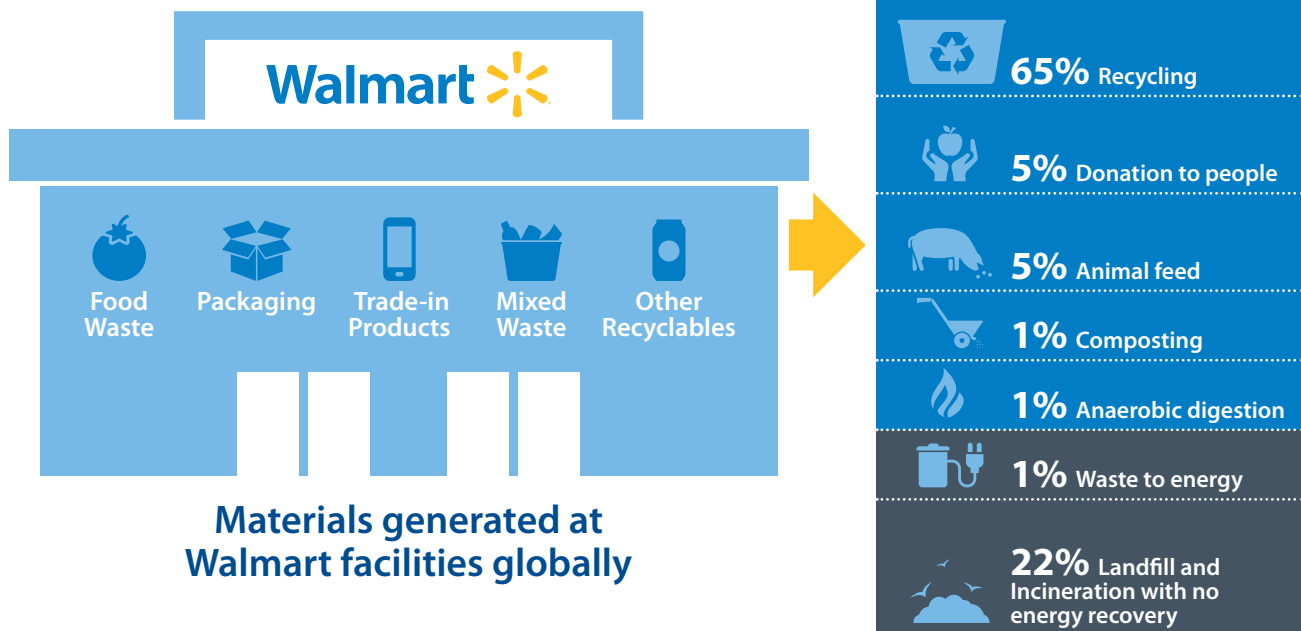 Walmart
Food
Waste
Packaging
Trade-in
Products
Mixed
Waste
Other
Recyclables
Materials generated at
Walmart facilities globally
65% Recycling
5% Donation to people
5% Animal feed
1% Composting
1% Anaerobic digestion
1% Waste to energy
22% Landfill and
Incineration with no
energy recovery